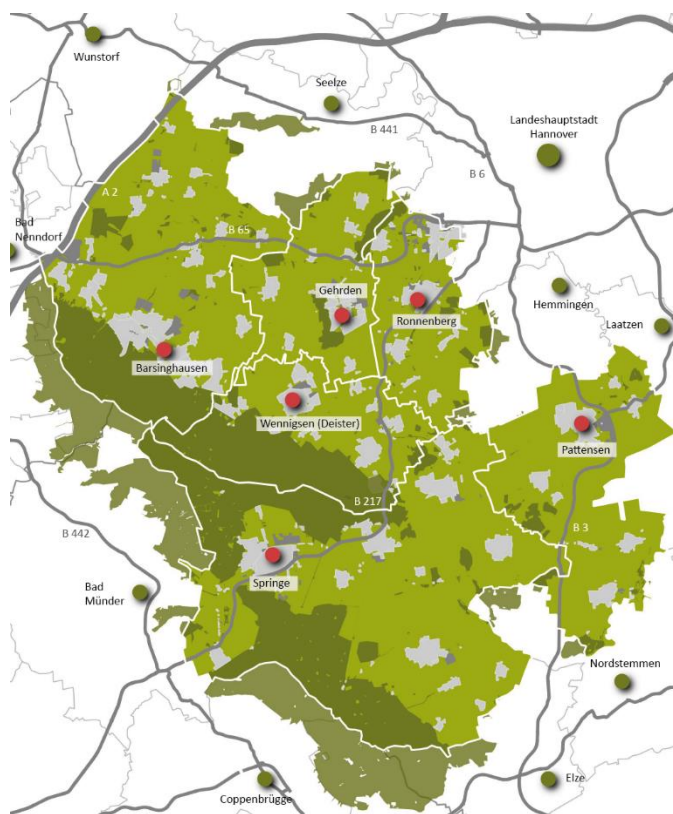 Wunstorf
Seelze
Landeshauptstadt
Hannover
B 441
B 6
A 2
Bad
Nenndorf
B 65
Gehrden
Ronnenberg
Hemmingen
Laatzen
Barsinghausen
Wennigsen (Deister)
Pattensen
B 217
B 442
B 3
Springe
Bad
Münder
Nordstemmen
Elze
Coppenbrügge